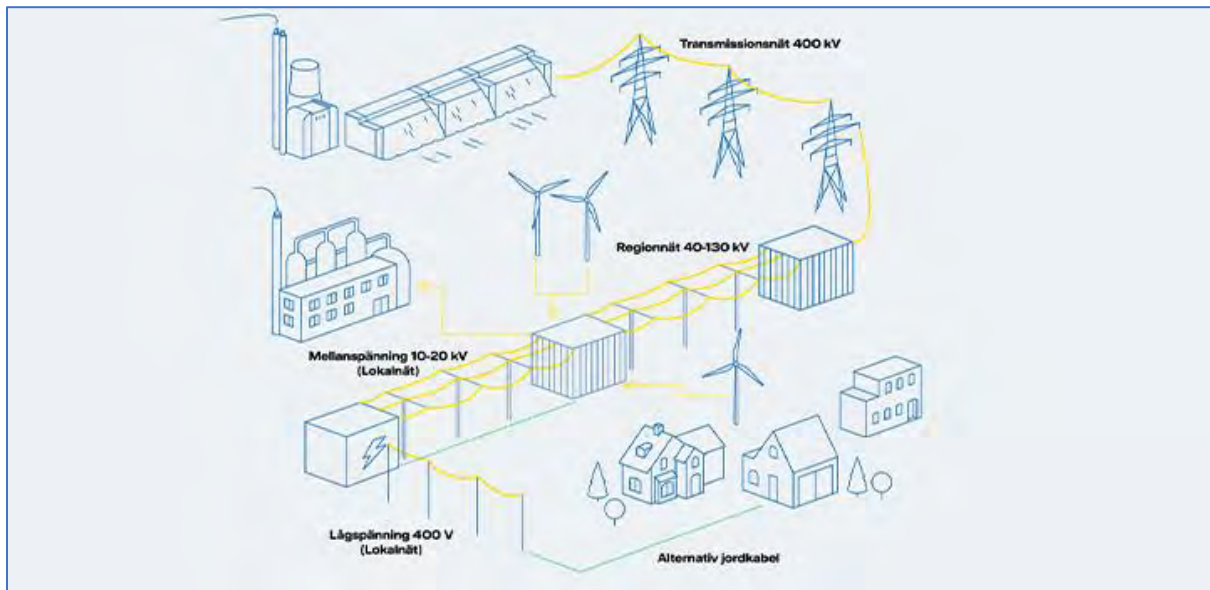 Transmissionsnät 400 kV
Regionnät 40-130 kV
Mellanspänning 10-20 kV
(Lokalnät)
Lågspänning 400 V
(Lokalnät)
Alternativ jordkabel